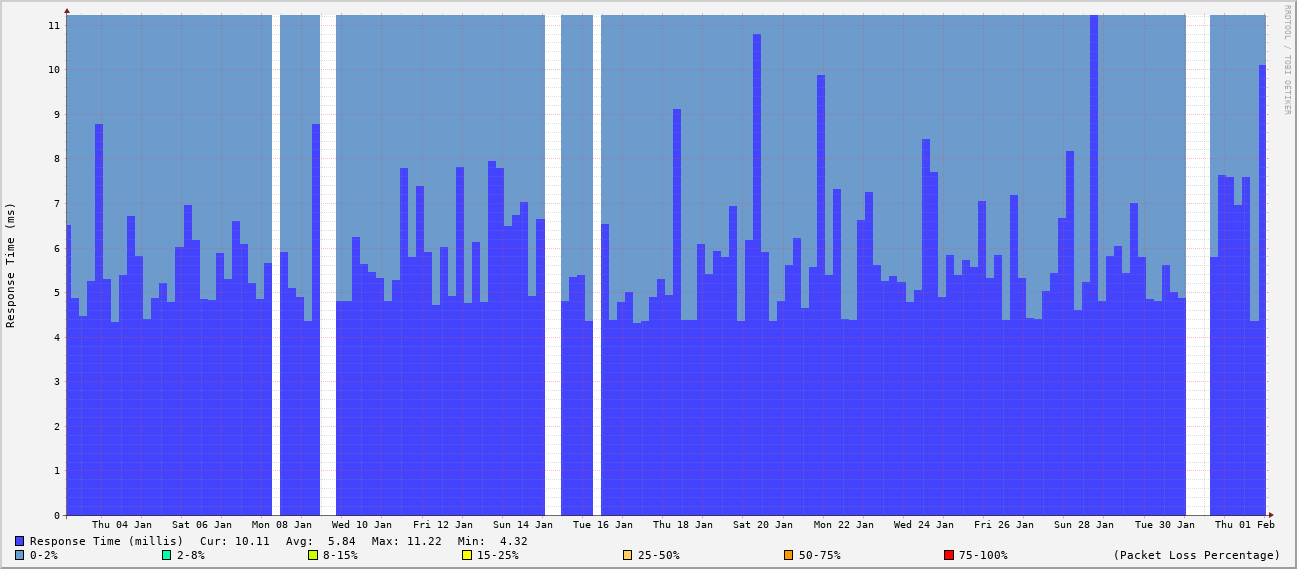 RRDTOOL / TOBI OETIKER
Response Time (ms)
11
10
9
8
7
6
5
4
3
2
1
0
Thu 04 Jan Sat 06 Jan Mon 08 Jan Wed 10 Jan Fri 12 Jan Sun 14 Jan Tue 16 Jan Thu 18 Jan Sat 20 Jan Mon 22 Jan Wed 24 Jan Fri 26 Jan Sun 28 Jan Tue 30 Jan Thu 01 Feb
Response Time (millis) Cur: 10.11 Avg: 5.84 Max: 11.22 Min: 4.32
0-2% 2-8% 8-15% 15-25% 25-50% 50-75% 75-100% (Packet Loss Percentage)